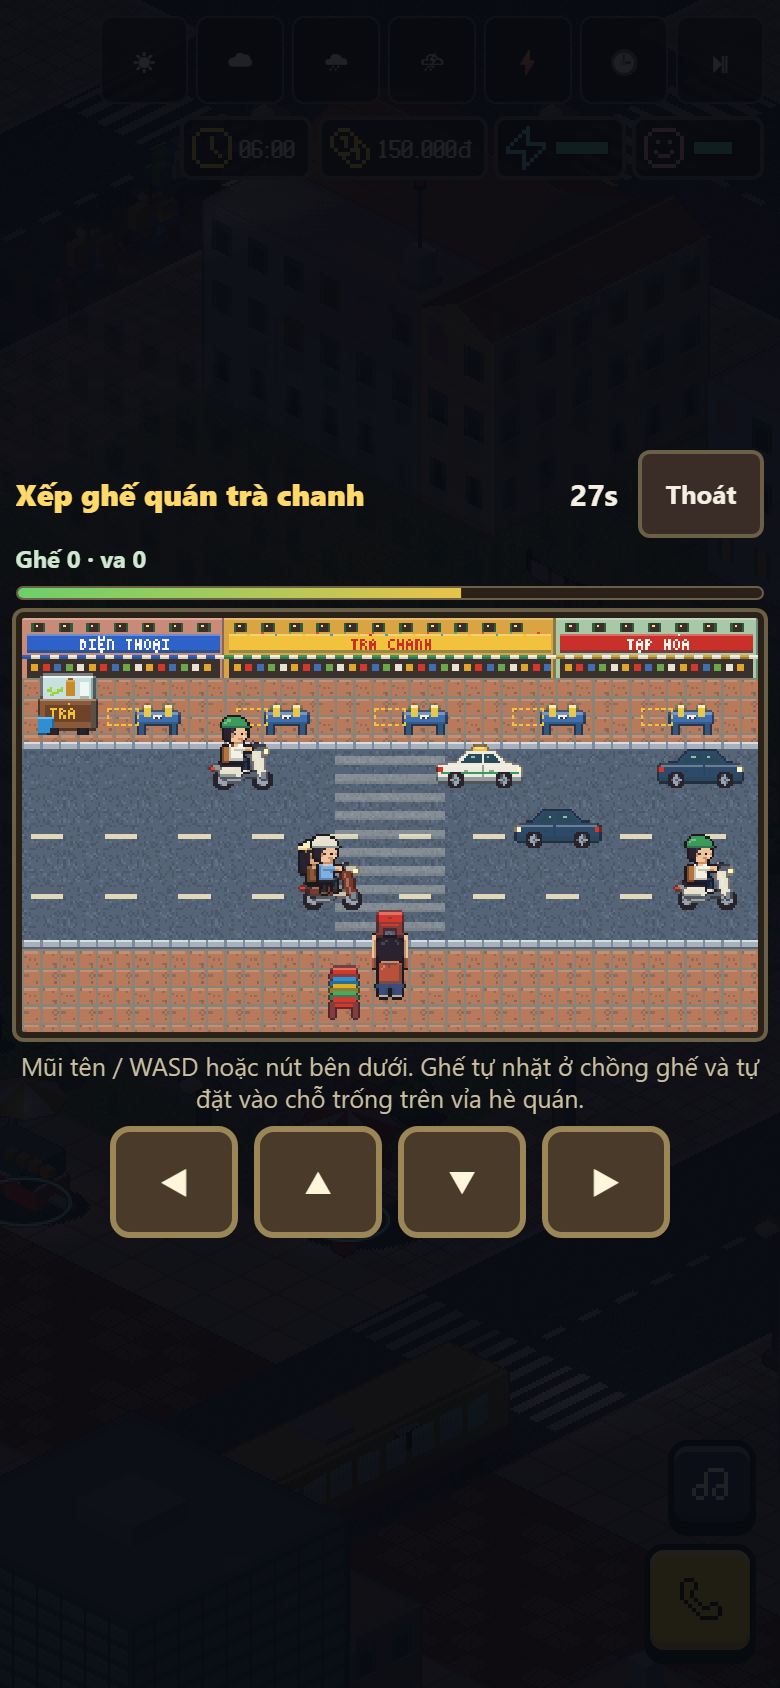 06:00
150.000đ
Xếp ghế quán trà chanh
27s
Thoát
Ghế 0 · va 0
ĐIỆN THOẠI
TRÀ CHANH
TẠP HÓA
TRÀ
Mũi tên / WASD hoặc nút bên dưới. Ghế tự nhặt ở chồng ghế và tự
đặt vào chỗ trống trên vỉa hè quán.